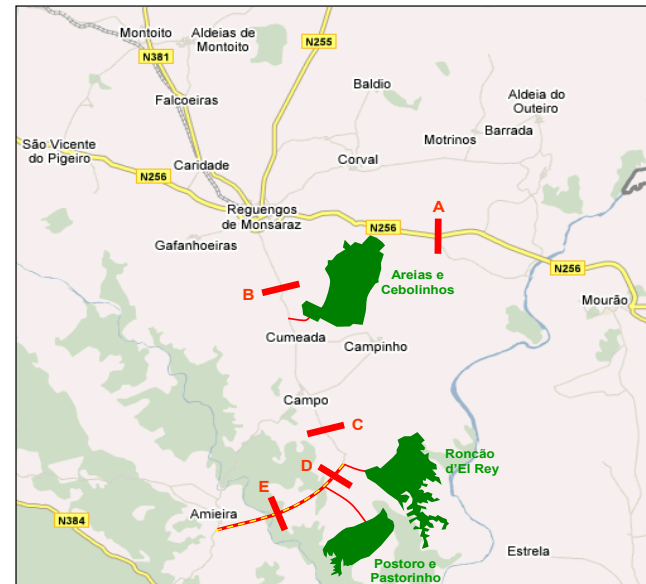 Montoito
Aldeias de
Montoito
N255
N381
Baldio
Falcoeiras
Aldeia do
Outeiro
Barrada
Motrinos
São Vicente
do Pigeiro
Caridade
Corval
N256
Reguengos
de Monsaraz
A
N256
Gafanhoeiras
N256
Areias e
Cebolinhos
B
Mourão
Cumeada
Campinho
Campo
C
Roncão
d'El Rey
D
E
Amieira
N384
Estrela
Postoro e
Pastorinho